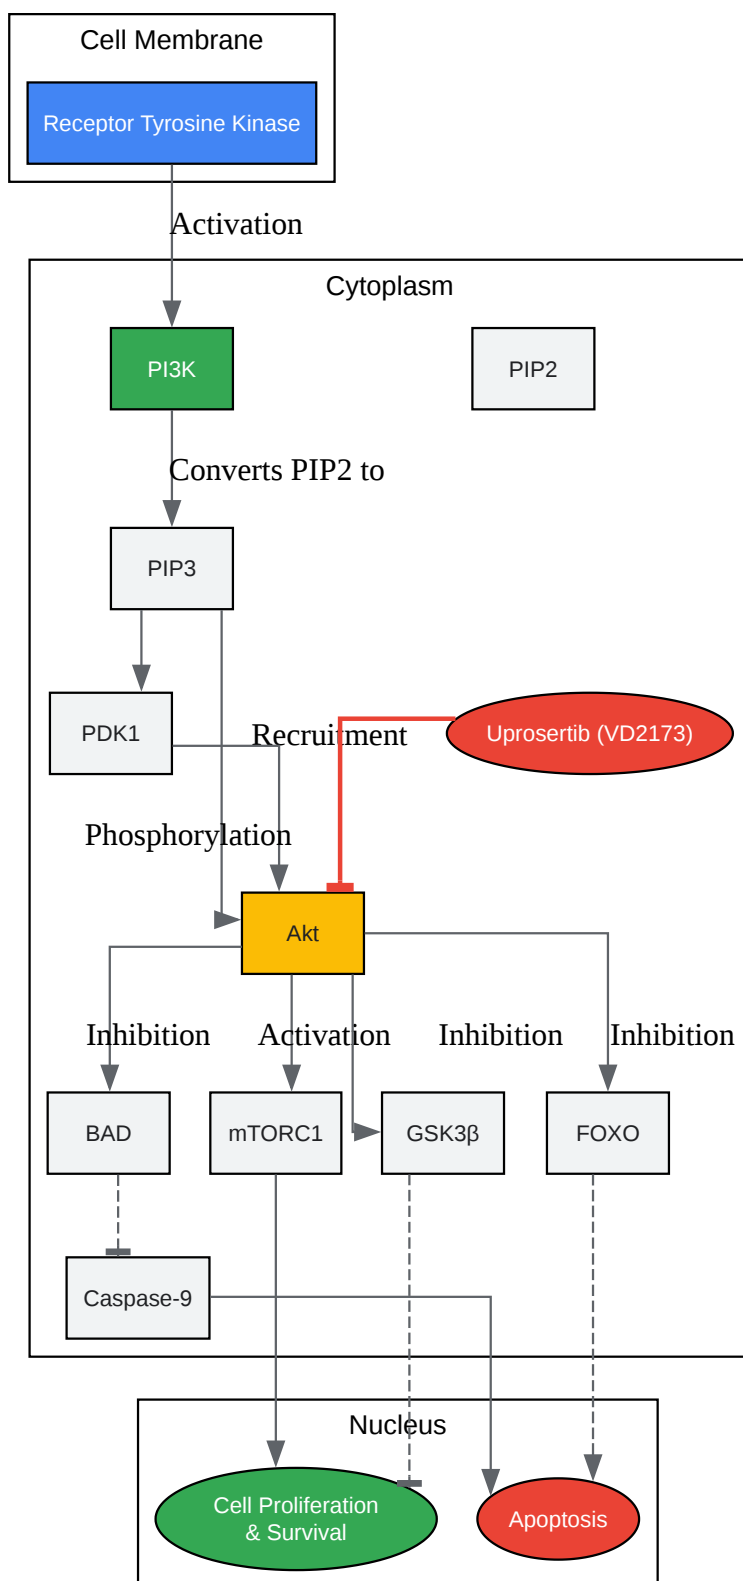 Cell Membrane
Receptor Tyrosine Kinase
Activation
Cytoplasm
PI3K
PIP2
Converts PIP2 to
PIP3
PDK1
Recruitment
Uprosertib (VD2173)
Phosphorylation
Akt
Inhibition
Activation
Inhibition
Inhibition
BAD
mTORC1
GSK3β
FOXO
Caspase-9
Nucleus
Cell Proliferation
& Survival
Apoptosis